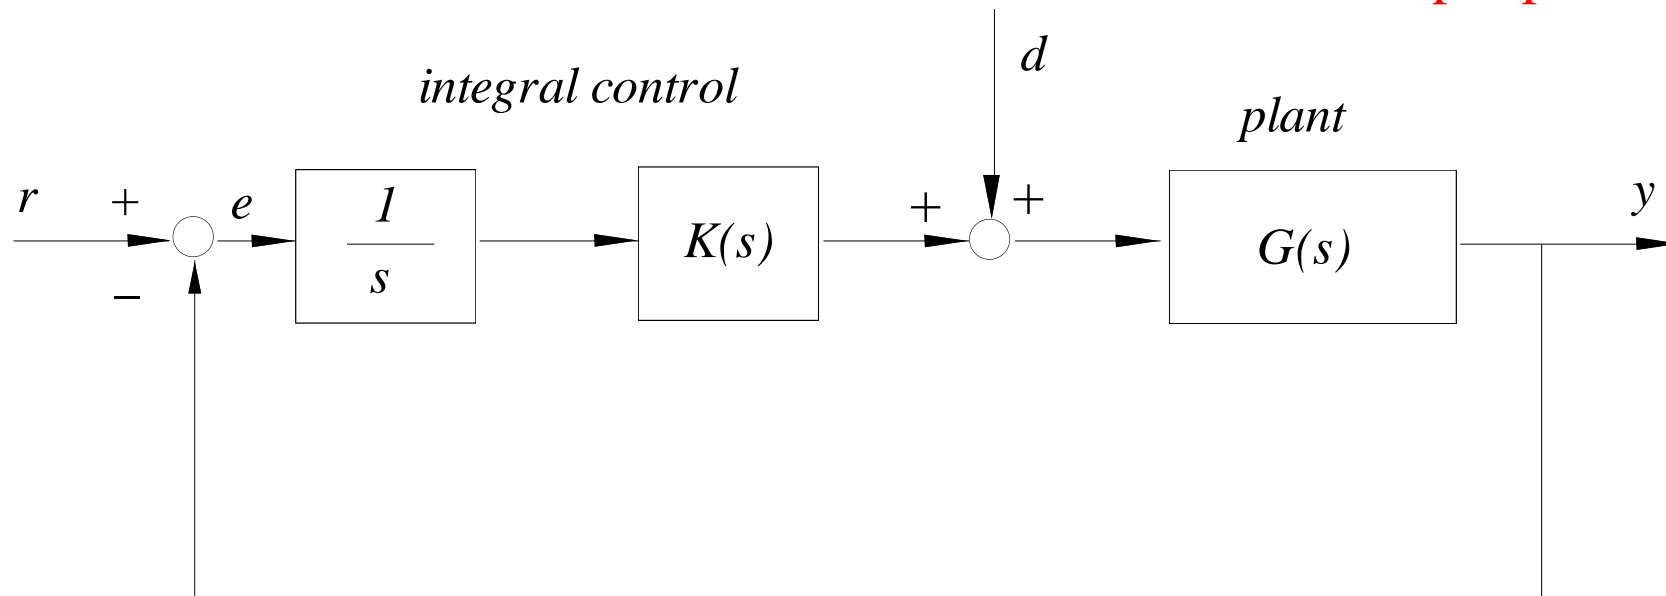 d
integral control
plant
r
+
e
1
s
K(s)
+
+
G(s)
y
−